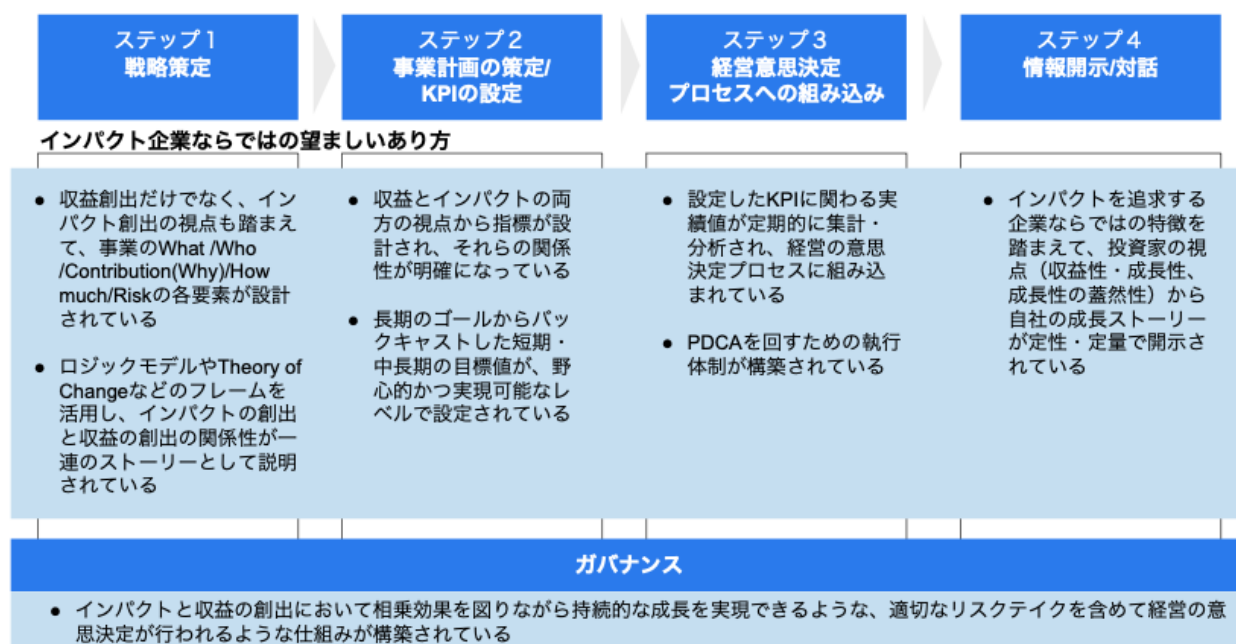 ステップ１
戦略策定
ステップ２
事業計画の策定/
KPIの設定
ステップ３
経営意思決定
プロセスへの組み込み
ステップ４
情報開示/対話
インパクト企業ならではの望ましいあり方
● 収益創出だけでなく、イン
パクト創出の視点も踏まえ
て、事業のWhat /Who
/Contribution(Why)/How
much/Riskの各要素が設計
されている
● ロジックモデルやTheory of
Changeなどのフレームを
活用し、インパクトの創出
と収益の創出の関係性が一
連のストーリーとして説明
されている
● 収益とインパクトの両
方の視点から指標が設
計され、それらの関係
性が明確になっている
● 長期のゴールからバッ
クキャストした短期・
中長期の目標値が、野
心的かつ実現可能なレ
ベルで設定されている
● 設定したKPIに関わる実
績値が定期的に集計・
分析され、経営の意思
決定プロセスに組み込
まれている
● PDCAを回すための執行
体制が構築されている
● インパクトを追求する
企業ならではの特徴を
踏まえて、投資家の視
点（収益性・成長性、
成長性の蓋然性）から
自社の成長ストーリー
が定性・定量で開示さ
れている
ガバナンス
● インパクトと収益の創出において相乗効果を図りながら持続的な成長を実現できるような、適切なリスクテイクを含めて経営の意
思決定が行われるような仕組みが構築されている